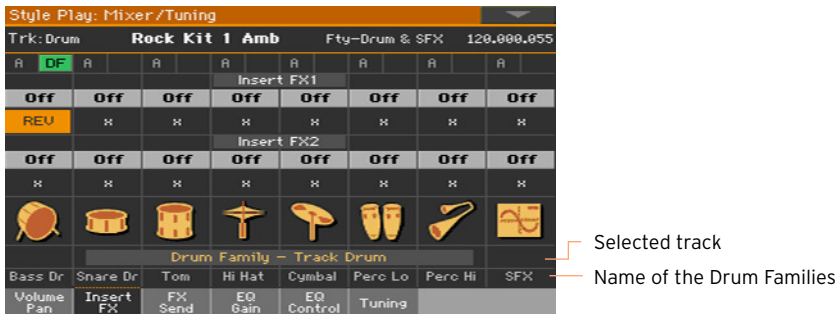 Style Play: Mixer/Tuning
Trk:Drum Rock Kit 1 Amb Fty-Drum & SFX 120.000.055
A DF A A A A A A A
Insert FX1
Off Off Off Off Off Off Off Off
REV x x x x x x x
Insert FX2
Off Off Off Off Off Off Off Off
x x x x x x x x
Drum Family - Track Drum
Selected track
Bass Dr Snare Dr Tom Hi Hat Cymbal Perc Lo Perc Hi SFX
Name of the Drum Families
Volume Pan Insert FX FX Send EQ Gain EQ Control Tuning